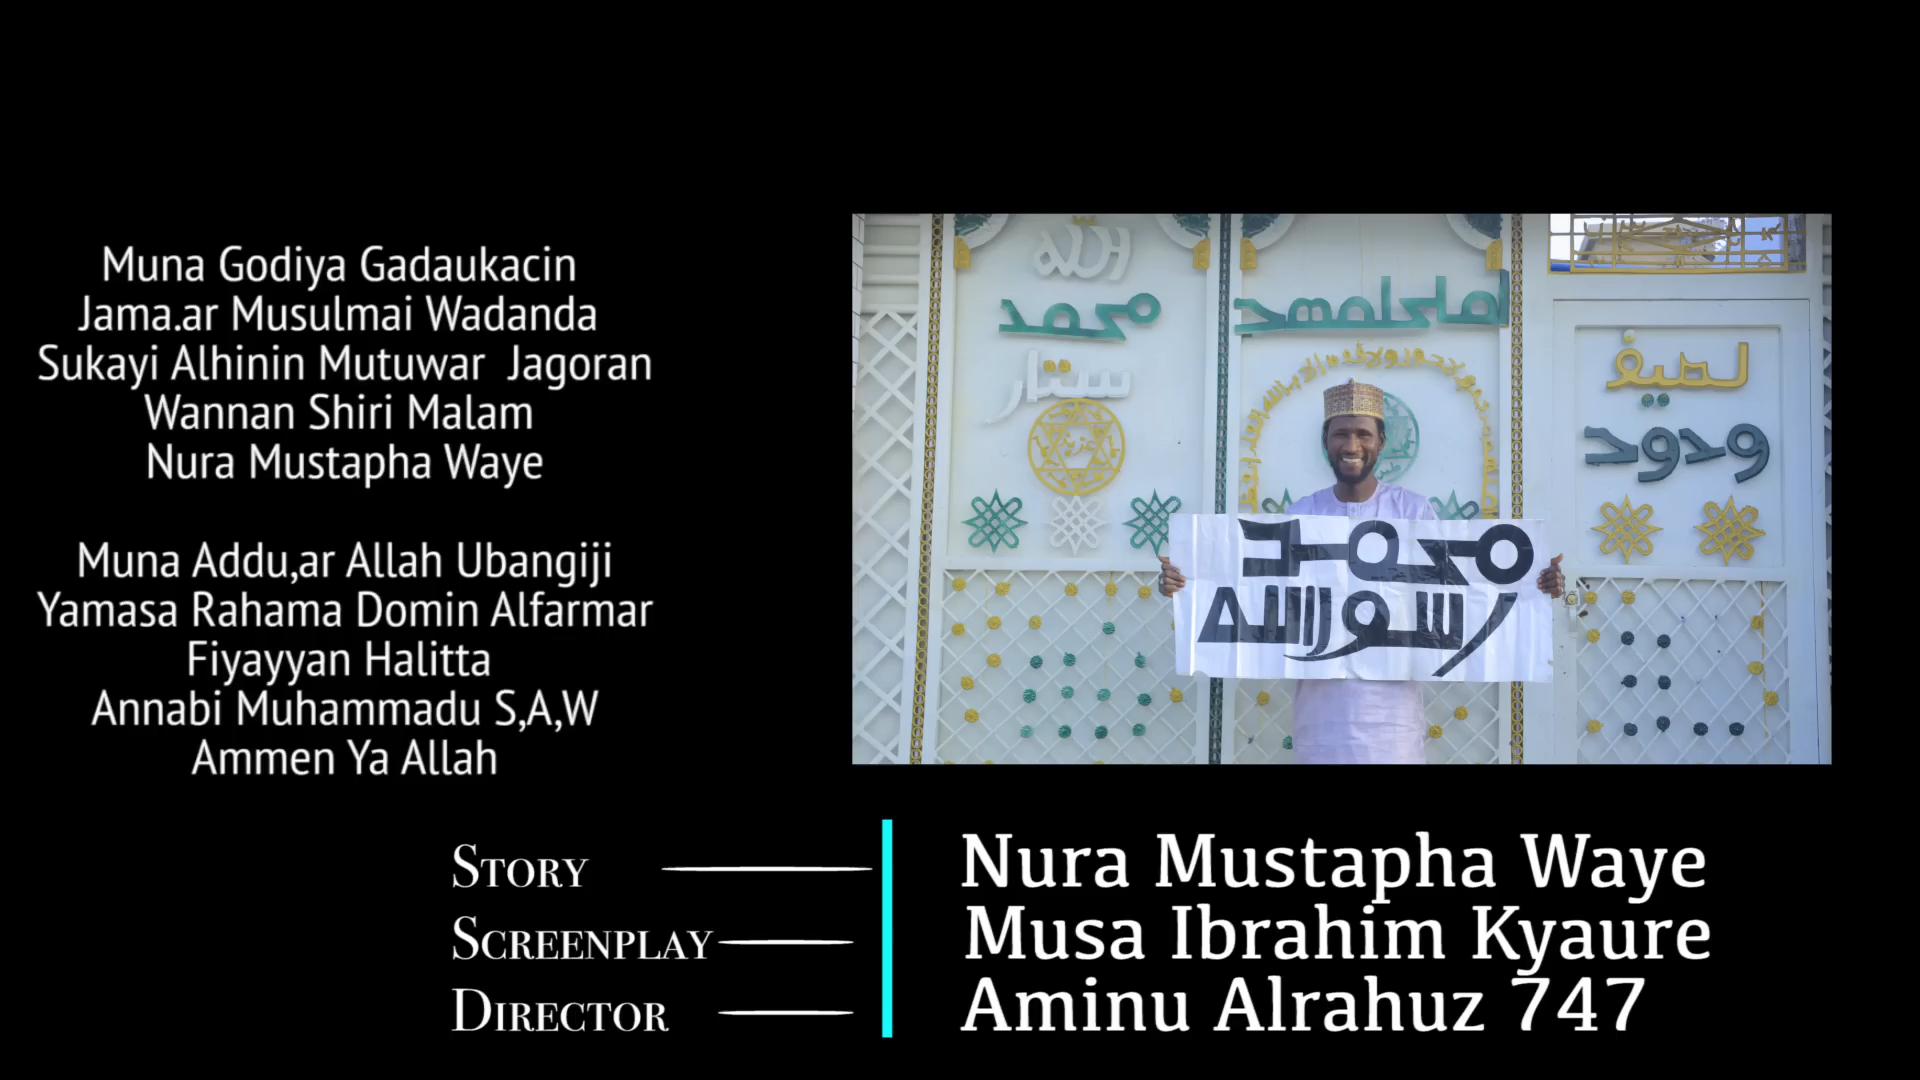 Muna Godiya Gadaukacin
Jama.ar Musulmai Wadanda
Sukayi Alhinin Mutuwar Jagoran
Wannan Shiri Malam
Nura Mustapha Waye
Muna Addu,ar Allah Ubangiji
Yamasa Rahama Domin Alfarmar
Fiyayyan Halitta
Annabi Muhammadu S,A,W
Ammen Ya Allah
الله
محمد
ستار
لطيف
ودود
محمد
رسول الله
Story Nura Mustapha Waye
Screenplay Musa Ibrahim Kyaure
Director Aminu Alrahuz 747